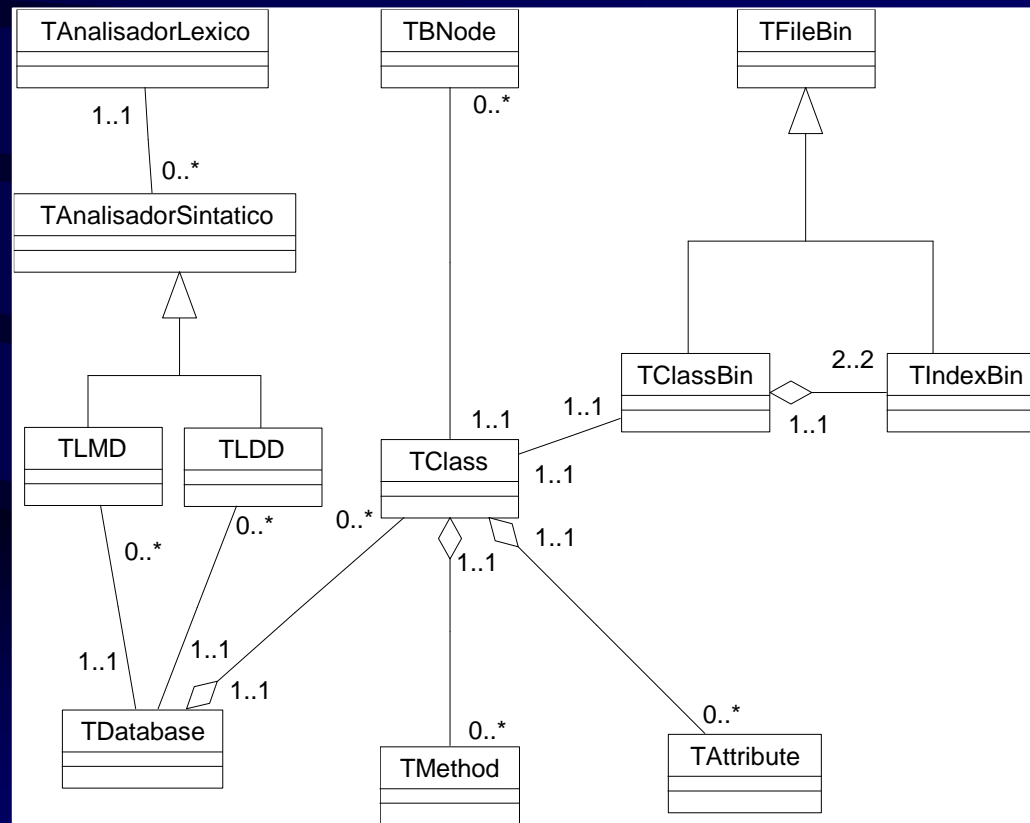 TAnalisadorLexico
TBNode
TFileBin
1..1
0..*
0..*
TAnalisadorSintatico
TClassBin
2..2
TIndexBin
1..1
1..1
1..1
TLMD
TLDD
TClass
1..1
0..*
0..*
0..*
1..1
1..1
1..1
1..1
1..1
TDatabase
0..*
0..*
TMethod
TAttribute